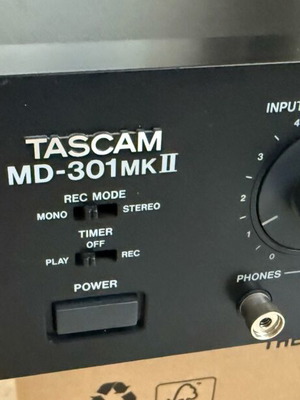 TASCAM
MD-301MKII
REC MODE
MONO STEREO
TIMER
OFF
PLAY REC
POWER
INPUT
4
3
2
1
0
PHONES
THE